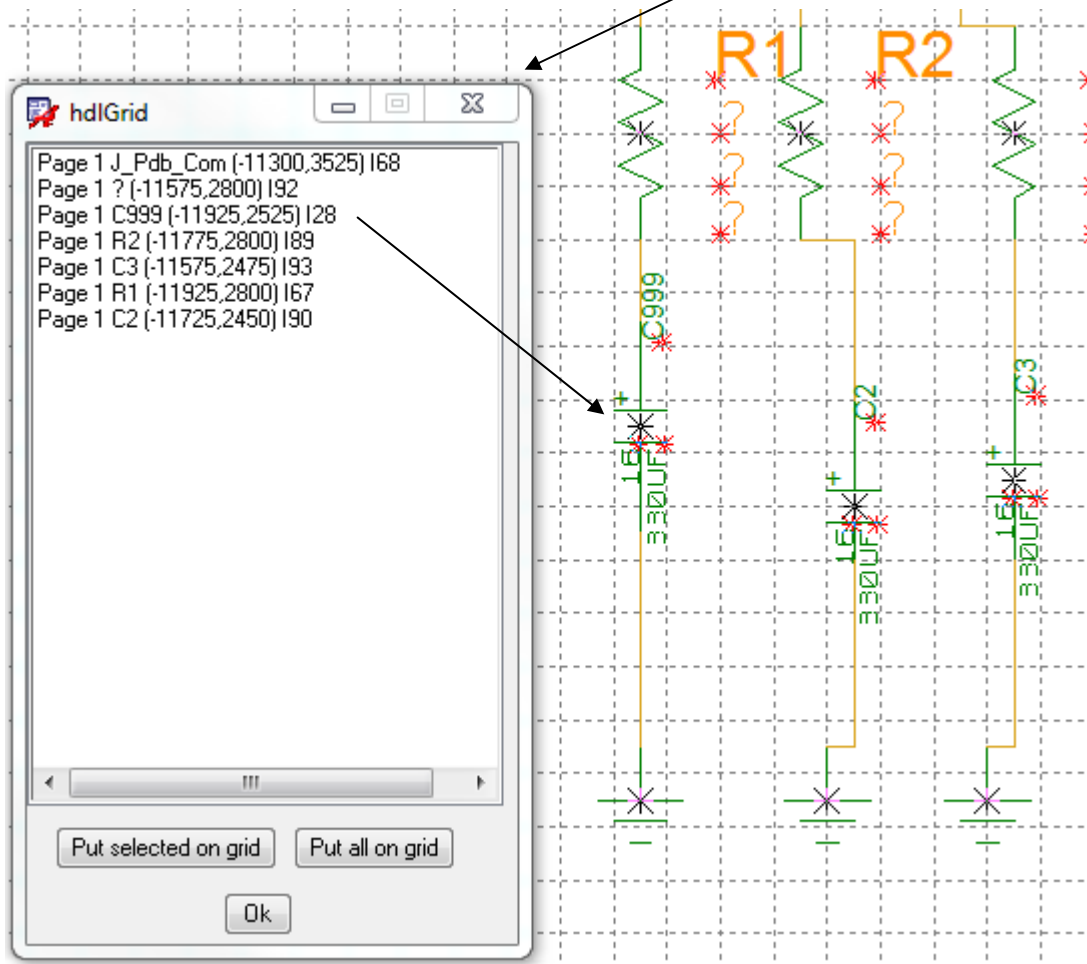 hdlGrid
Page 1 J_Pdb_Com (-11300,3525) I68
Page 1 ? (-11575,2800) I92
Page 1 C999 (-11925,2525) I28
Page 1 R2 (-11775,2800) I89
Page 1 C3 (-11575,2475) I93
Page 1 R1 (-11925,2800) I67
Page 1 C2 (-11725,2450) I90
Put selected on grid
Put all on grid
Ok
R1
R2
? ?
? ?
? ?
C999
C2
C3
+
+
+
16
330UF
16
330UF
16
330UF